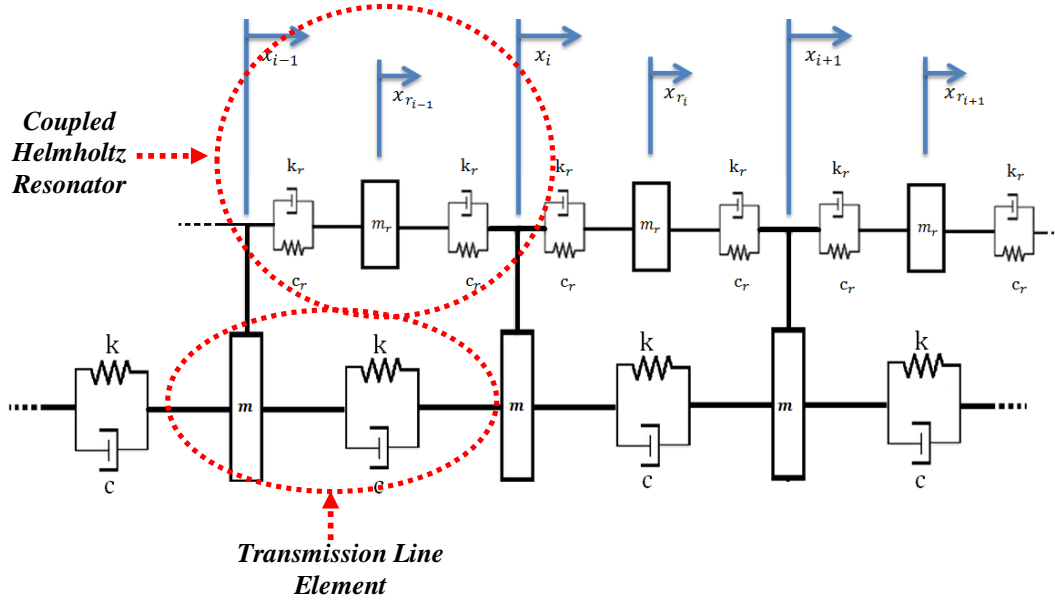 x_{i−1}
x_i
x_{i+1}
x_{r_{i−1}}
x_{r_i}
x_{r_{i+1}}
Coupled
Helmholtz
Resonator
k_r
k_r
k_r
k_r
k_r
k_r
m_r
m_r
m_r
c_r
c_r
c_r
c_r
c_r
c_r
k
k
k
k
m
m
m
c
c
c
c
Transmission Line
Element